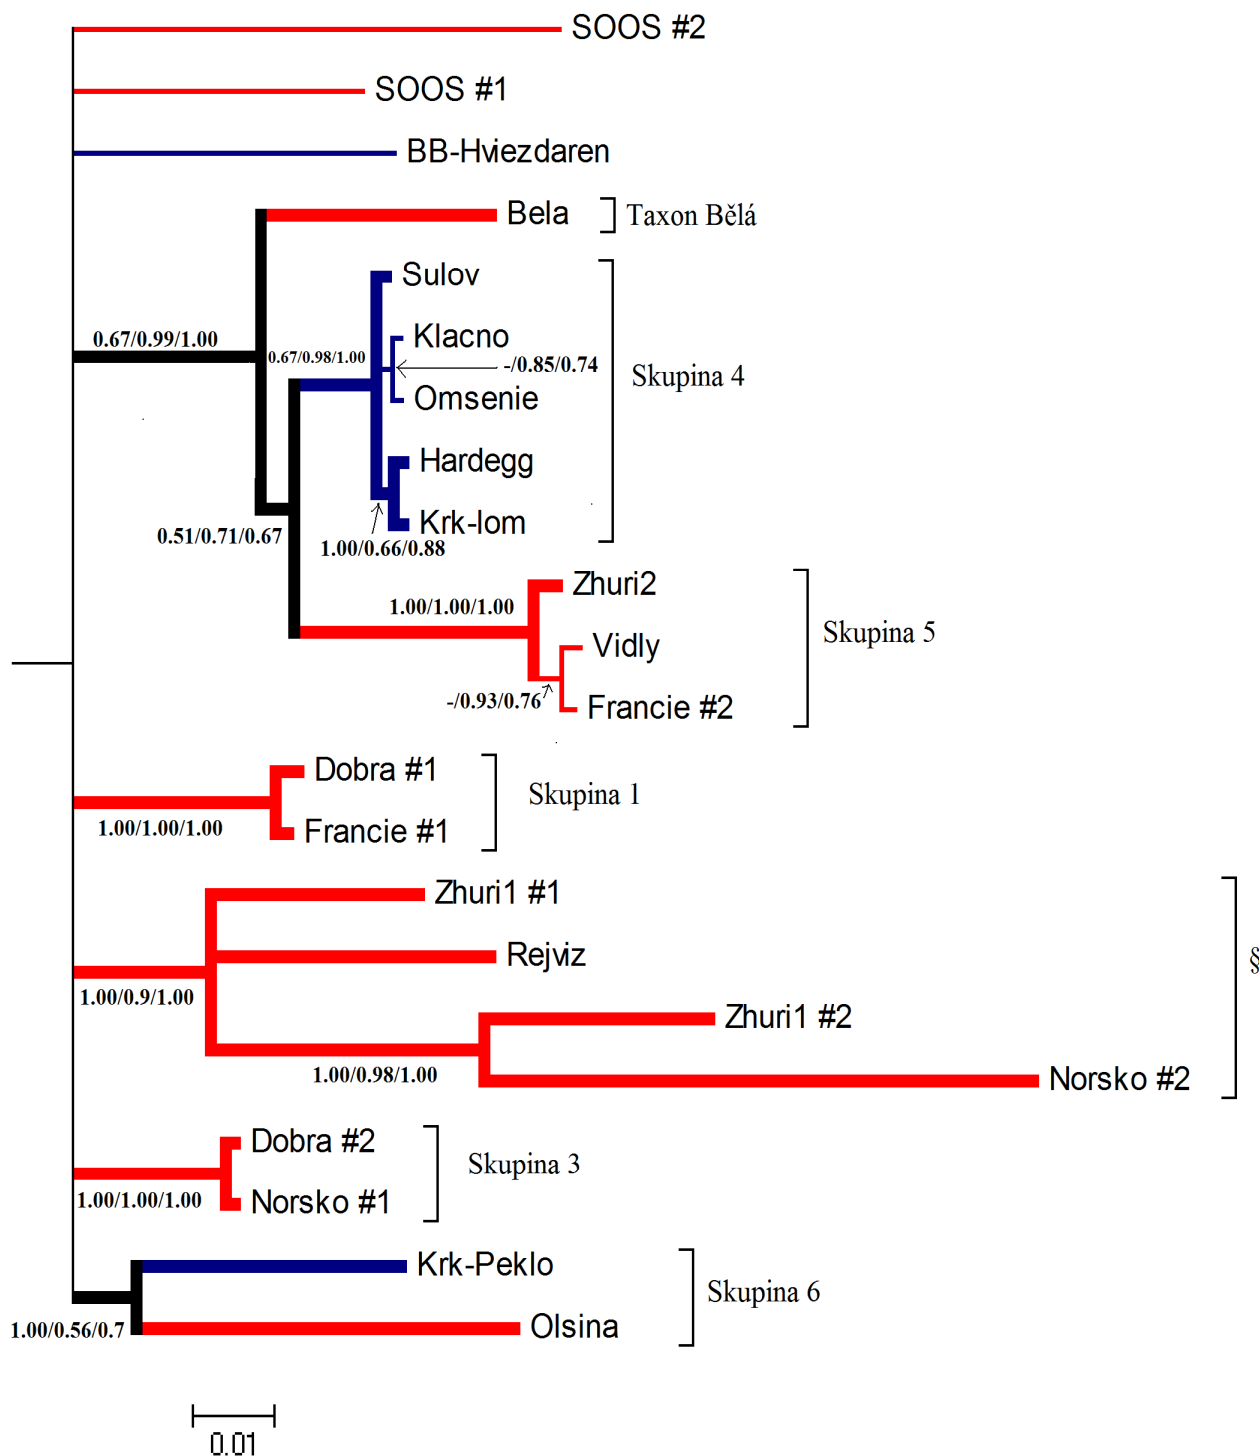 SOOS #2
SOOS #1
BB-Hviezdaren
Bela
Taxon Bělá
Sulov
0.67/0.99/1.00
Klacno
0.67/0.98/1.00
-/0.85/0.74
Skupina 4
Omsenie
Hardegg
Krk-lom
0.51/0.71/0.67
1.00/0.66/0.88
Zhuri2
1.00/1.00/1.00
Skupina 5
Vidly
-/0.93/0.76
Francie #2
Dobra #1
Skupina 1
1.00/1.00/1.00
Francie #1
Zhuri1 #1
Rejviz
§
1.00/0.9/1.00
Zhuri1 #2
1.00/0.98/1.00
Norsko #2
Dobra #2
Skupina 3
1.00/1.00/1.00
Norsko #1
Krk-Peklo
Skupina 6
1.00/0.56/0.7
Olsina
0.01